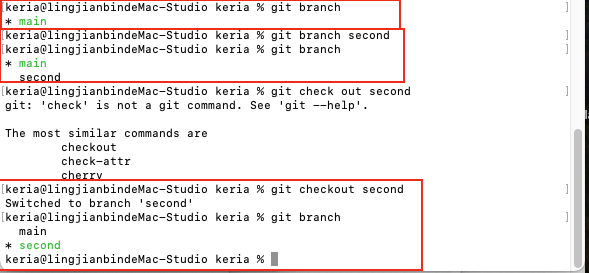 [keria@lingjianbindeMac-Studio keria % git branch ]
* main
[keria@lingjianbindeMac-Studio keria % git branch second ]
[keria@lingjianbindeMac-Studio keria % git branch ]
* main
second
[keria@lingjianbindeMac-Studio keria % git check out second ]
git: 'check' is not a git command. See 'git --help'.
The most similar commands are
checkout
check-attr
cherry
[keria@lingjianbindeMac-Studio keria % git checkout second ]
Switched to branch 'second'
[keria@lingjianbindeMac-Studio keria % git branch ]
main
* second
keria@lingjianbindeMac-Studio keria %